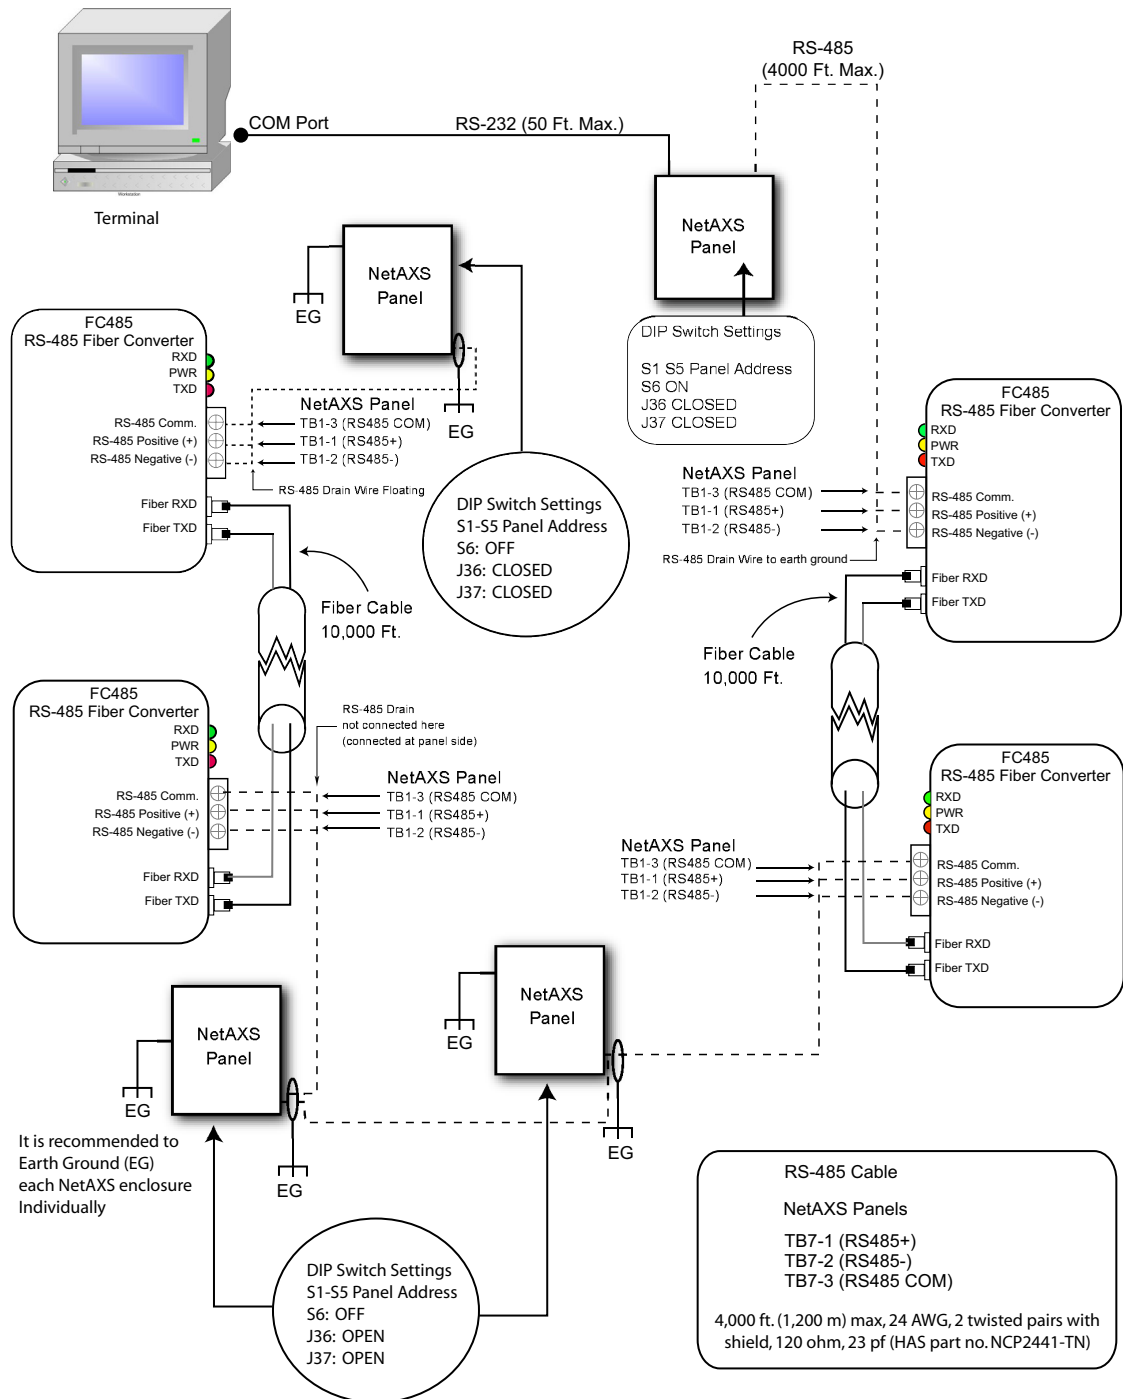 RS-485
(4000 Ft. Max.)
COM Port
RS-232 (50 Ft. Max.)
Workstation
Terminal
NetAXS
Panel
EG
NetAXS
Panel
EG
DIP Switch Settings
S1 S5 Panel Address
S6 ON
J36 CLOSED
J37 CLOSED
FC485
RS-485 Fiber Converter
RXD
PWR
TXD
RS-485 Comm.
RS-485 Positive (+)
RS-485 Negative (-)
Fiber RXD
Fiber TXD
NetAXS Panel
TB1-3 (RS485 COM)
TB1-1 (RS485+)
TB1-2 (RS485-)
RS-485 Drain Wire Floating
DIP Switch Settings
S1-S5 Panel Address
S6: OFF
J36: CLOSED
J37: CLOSED
Fiber Cable
10,000 Ft.
FC485
RS-485 Fiber Converter
RXD
PWR
TXD
NetAXS Panel
TB1-3 (RS485 COM)
TB1-1 (RS485+)
TB1-2 (RS485-)
RS-485 Comm.
RS-485 Positive (+)
RS-485 Negative (-)
RS-485 Drain Wire to earth ground
Fiber RXD
Fiber TXD
Fiber Cable
10,000 Ft.
FC485
RS-485 Fiber Converter
RXD
PWR
TXD
RS-485 Comm.
RS-485 Positive (+)
RS-485 Negative (-)
Fiber RXD
Fiber TXD
RS-485 Drain
not connected here
(connected at panel side)
NetAXS Panel
TB1-3 (RS485 COM)
TB1-1 (RS485+)
TB1-2 (RS485-)
FC485
RS-485 Fiber Converter
RXD
PWR
TXD
NetAXS Panel
TB1-3 (RS485 COM)
TB1-1 (RS485+)
TB1-2 (RS485-)
RS-485 Comm.
RS-485 Positive (+)
RS-485 Negative (-)
Fiber RXD
Fiber TXD
NetAXS
Panel
EG
EG
NetAXS
Panel
EG
EG
It is recommended to
Earth Ground (EG)
each NetAXS enclosure
Individually
DIP Switch Settings
S1-S5 Panel Address
S6: OFF
J36: OPEN
J37: OPEN
RS-485 Cable
NetAXS Panels
TB7-1 (RS485+)
TB7-2 (RS485-)
TB7-3 (RS485 COM)
4,000 ft. (1,200 m) max, 24 AWG, 2 twisted pairs with
shield, 120 ohm, 23 pf (HAS part no. NCP2441-TN)